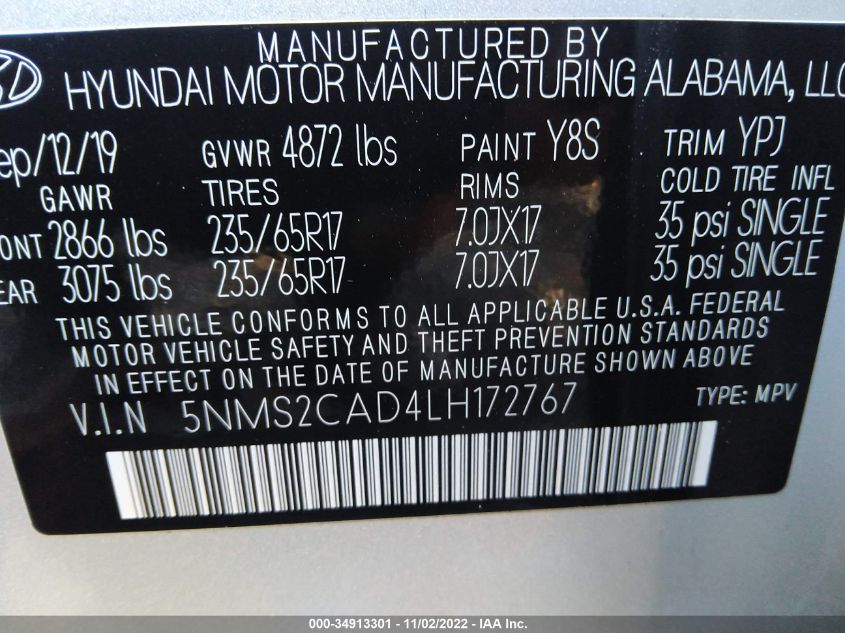 MANUFACTURED BY
HYUNDAI MOTOR MANUFACTURING ALABAMA, LLC
ep/12/19 GVWR 4872 lbs PAINT Y8S TRIM YPJ
GAWR TIRES RIMS COLD TIRE INFL
ONT 2866 lbs 235/65R17 7.0JX17 35 psi SINGLE
EAR 3075 lbs 235/65R17 7.0JX17 35 psi SINGLE
THIS VEHICLE CONFORMS TO ALL APPLICABLE U.S.A. FEDERAL
MOTOR VEHICLE SAFETY AND THEFT PREVENTION STANDARDS
IN EFFECT ON THE DATE OF MANUFACTURE SHOWN ABOVE
V.I.N 5NMS2CAD4LH172767 TYPE: MPV
000-34913301 - 11/02/2022 - IAA Inc.